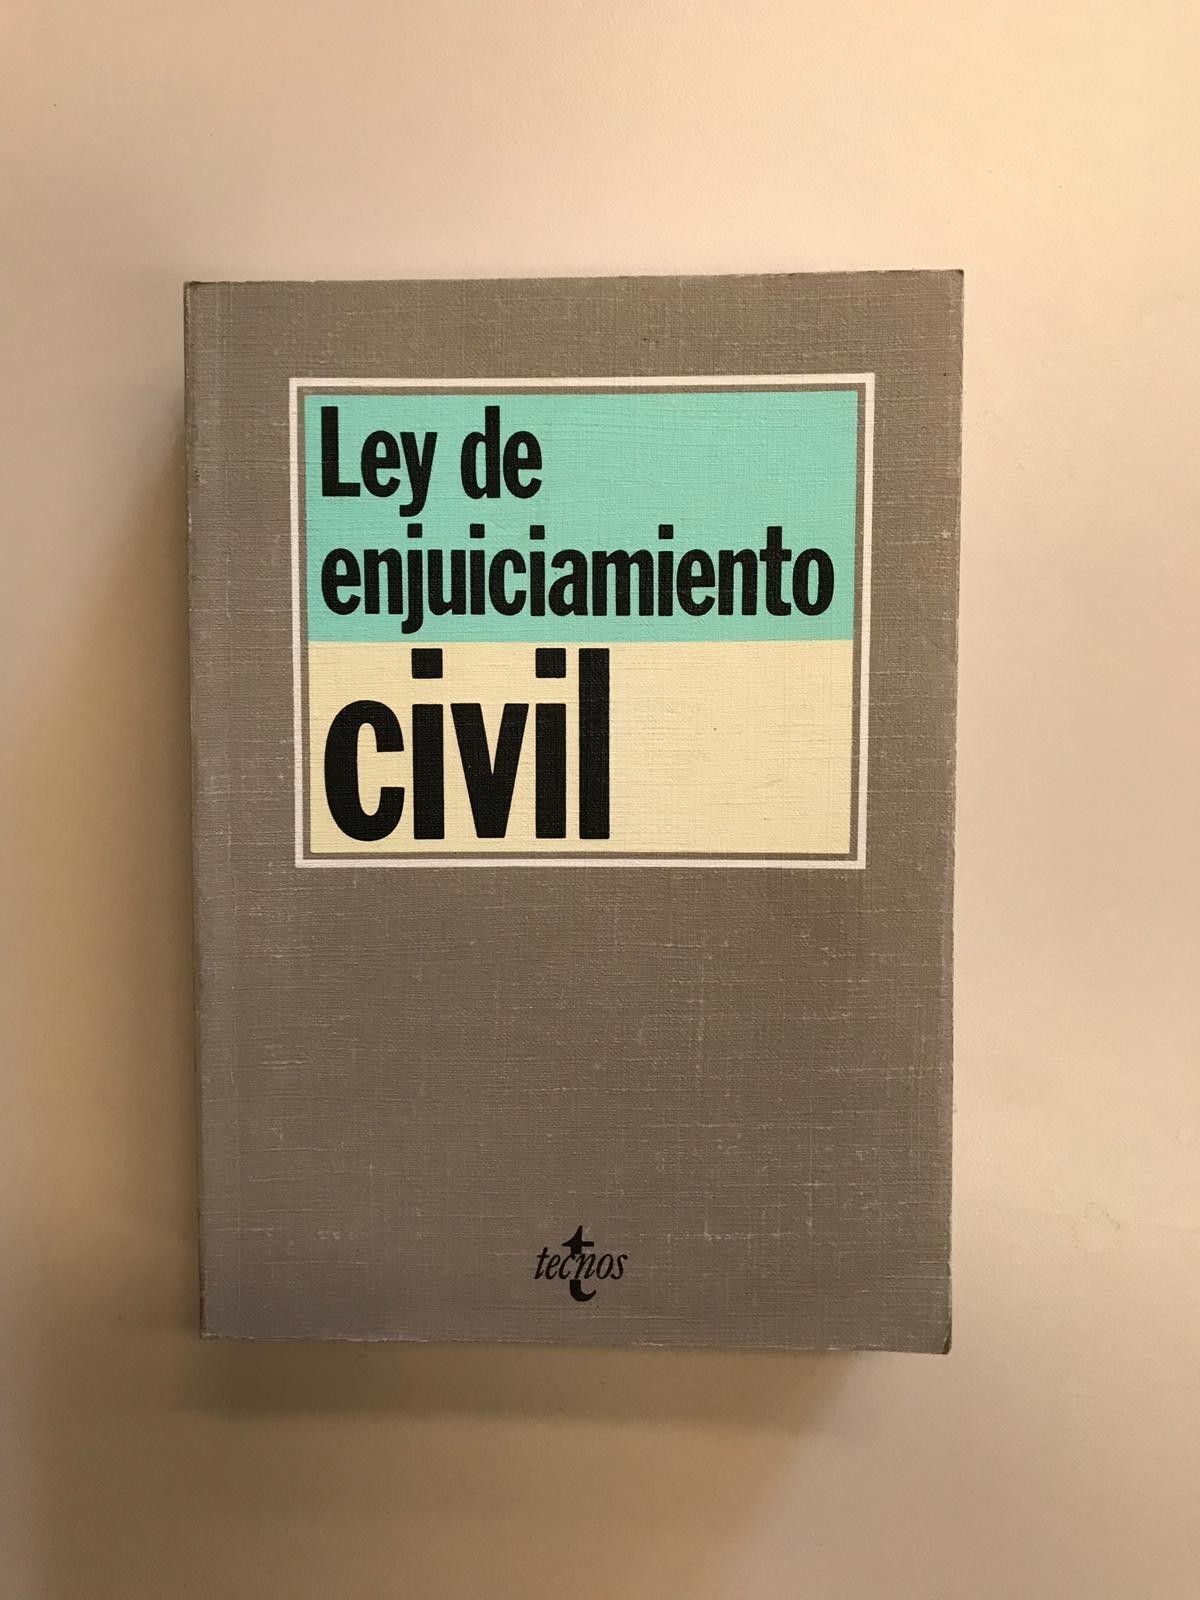 Ley de
enjuiciamiento
civil
tecnos